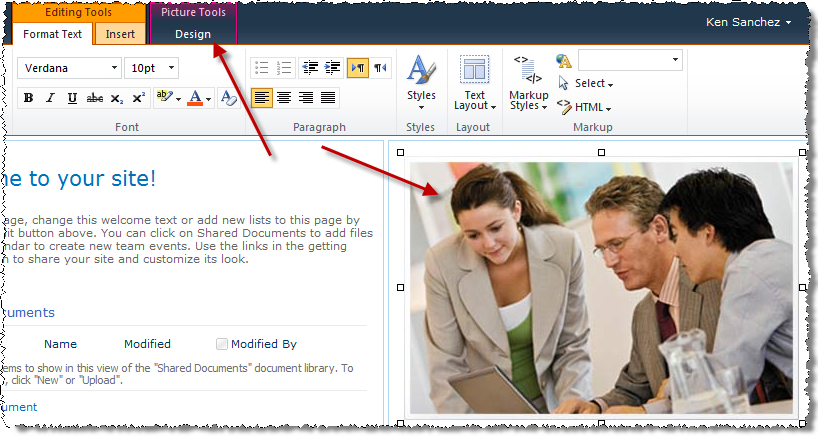 Editing Tools Picture Tools
Ken Sanchez
Format Text Insert Design
Verdana 10pt
Styles Text Layout Markup Styles Select HTML
B I U abc x₂ x² aby A A
Font Paragraph Styles Layout Markup
me to your site!
age, change this welcome text or add new lists to this page by
it button above. You can click on Shared Documents to add files
ndar to create new team events. Use the links in the getting
n to share your site and customize its look.
cuments
Name Modified Modified By
ems to show in this view of the "Shared Documents" document library. To
, click "New" or "Upload".
ument